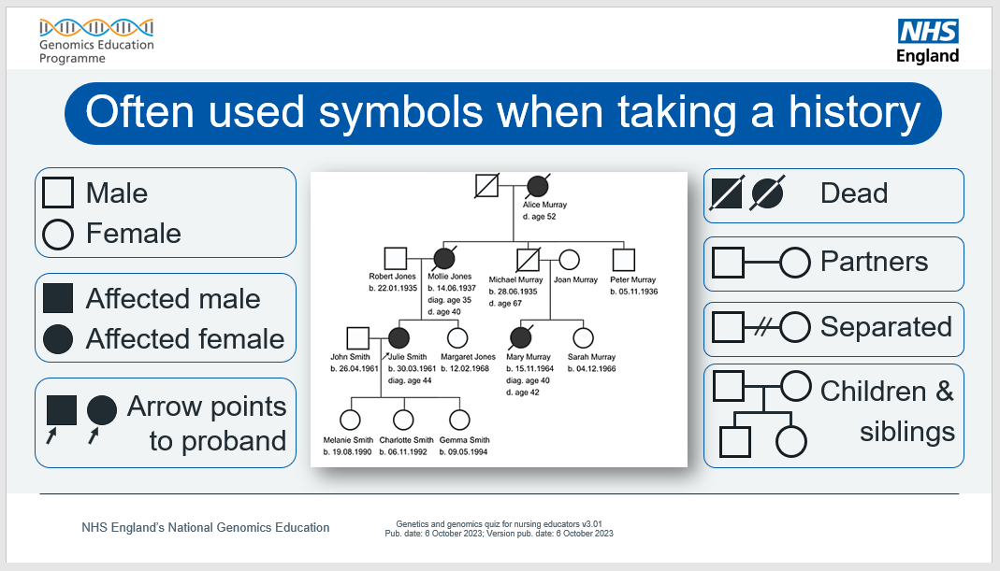 Genomics Education
Programme
NHS
England
Often used symbols when taking a history
Male
Female
Affected male
Affected female
Arrow points
to proband
Alice Murray
d. age 52
Robert Jones
b. 22.01.1935
Mollie Jones
b. 14.06.1937
diag. age 35
d. age 40
Michael Murray
b. 28.06.1935
d. age 67
Joan Murray
Peter Murray
b. 05.11.1936
John Smith
b. 26.04.1961
Julie Smith
b. 30.03.1961
diag. age 44
Margaret Jones
b. 12.02.1968
Mary Murray
b. 15.11.1964
diag. age 40
d. age 42
Sarah Murray
b. 04.12.1966
Melanie Smith
b. 19.08.1990
Charlotte Smith
b. 06.11.1992
Gemma Smith
b. 09.05.1994
Dead
Partners
Separated
Children &
siblings
NHS England's National Genomics Education
Genetics and genomics quiz for nursing educators v3.01
Pub. date: 6 October 2023; Version pub. date: 6 October 2023